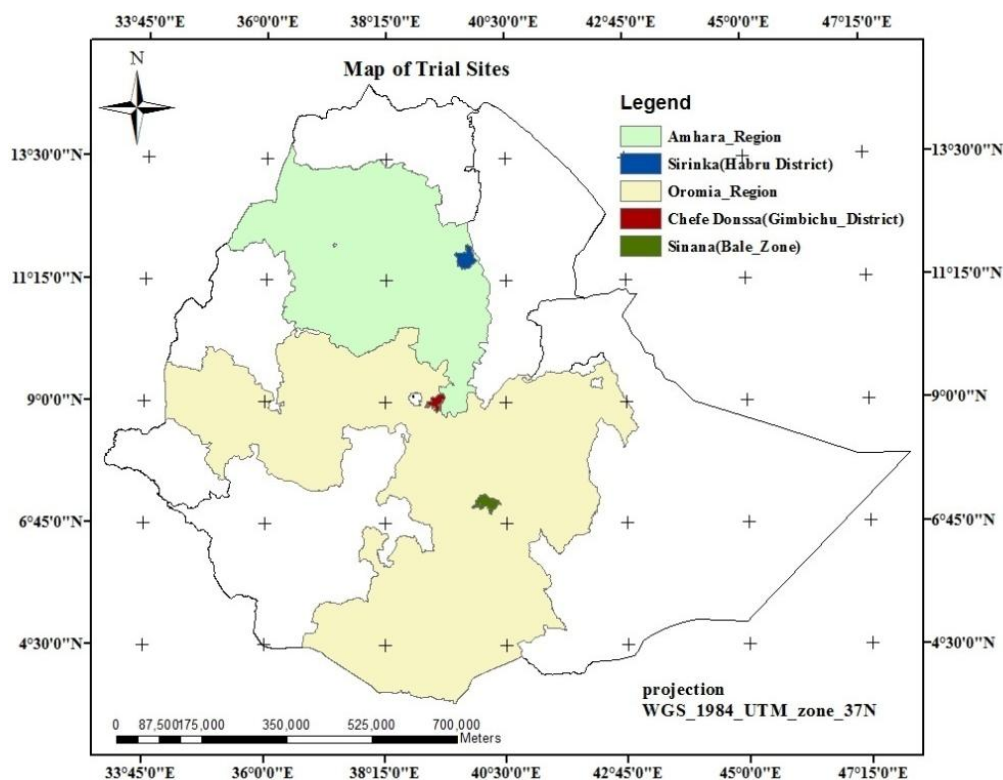 33°45'0"E 36°0'0"E 38°15'0"E 40°30'0"E 42°45'0"E 45°0'0"E 47°15'0"E
N
Map of Trial Sites
Legend
Amhara_Region
Sirinka(Habru District)
Oromia_Region
Chefe Donssa(Gimbichu_District)
Sinana(Bale_Zone)
13°30'0"N 13°30'0"N
11°15'0"N 11°15'0"N
9°0'0"N 9°0'0"N
6°45'0"N 6°45'0"N
4°30'0"N 4°30'0"N
projection
WGS_1984_UTM_zone_37N
0 87,500 175,000 350,000 525,000 700,000
Meters
33°45'0"E 36°0'0"E 38°15'0"E 40°30'0"E 42°45'0"E 45°0'0"E 47°15'0"E